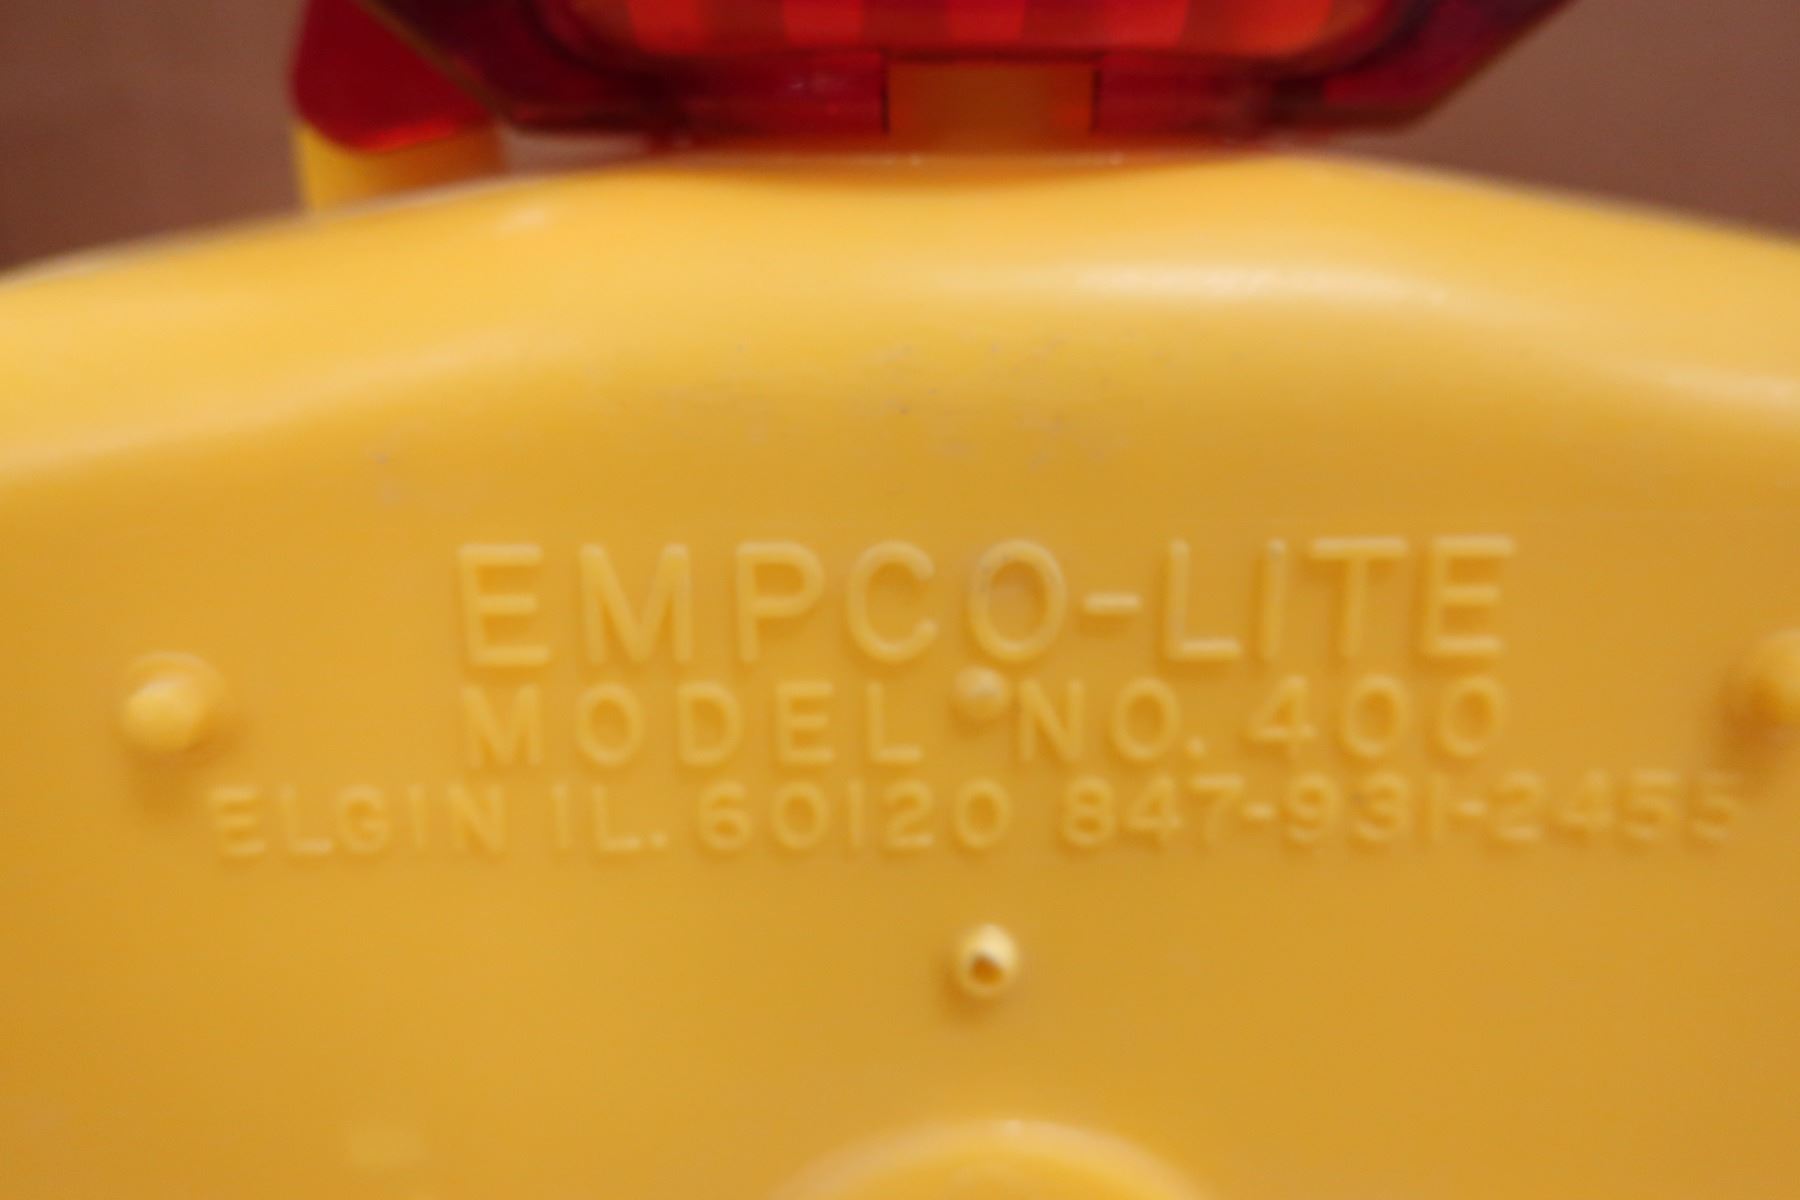 EMPCO-LITE
MODEL NO. 400
ELGIN IL. 60120 847-931-2455